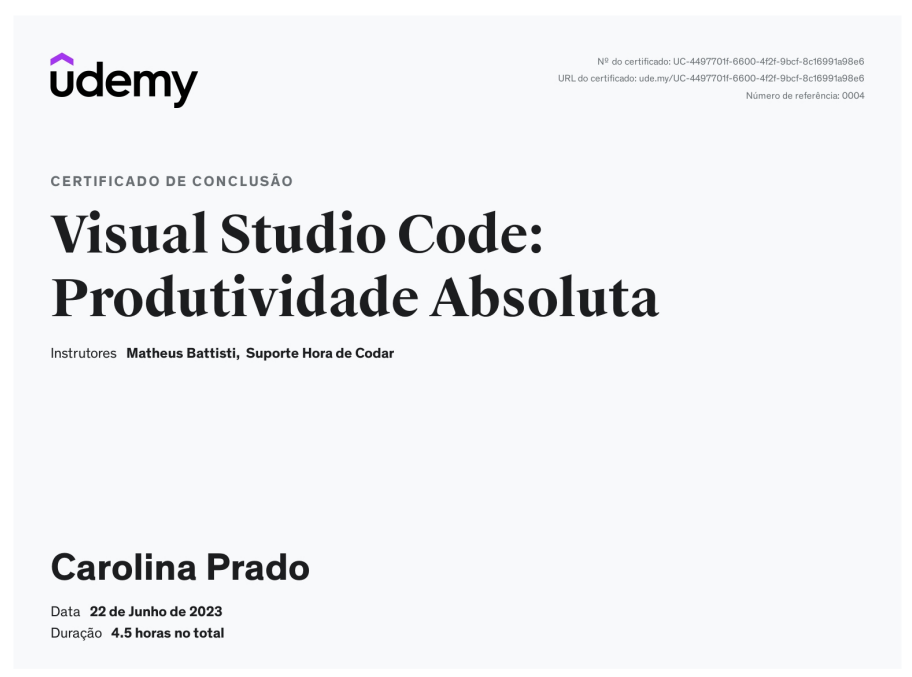 udemy
Nº do certificado: UC-4497701f-6600-4f2f-9bcf-8c16991a98e6
URL do certificado: ude.my/UC-4497701f-6600-4f2f-9bcf-8c16991a98e6
Número de referência: 0004
CERTIFICADO DE CONCLUSÃO
Visual Studio Code:
Produtividade Absoluta
Instrutores Matheus Battisti, Suporte Hora de Codar
Carolina Prado
Data 22 de Junho de 2023
Duração 4.5 horas no total